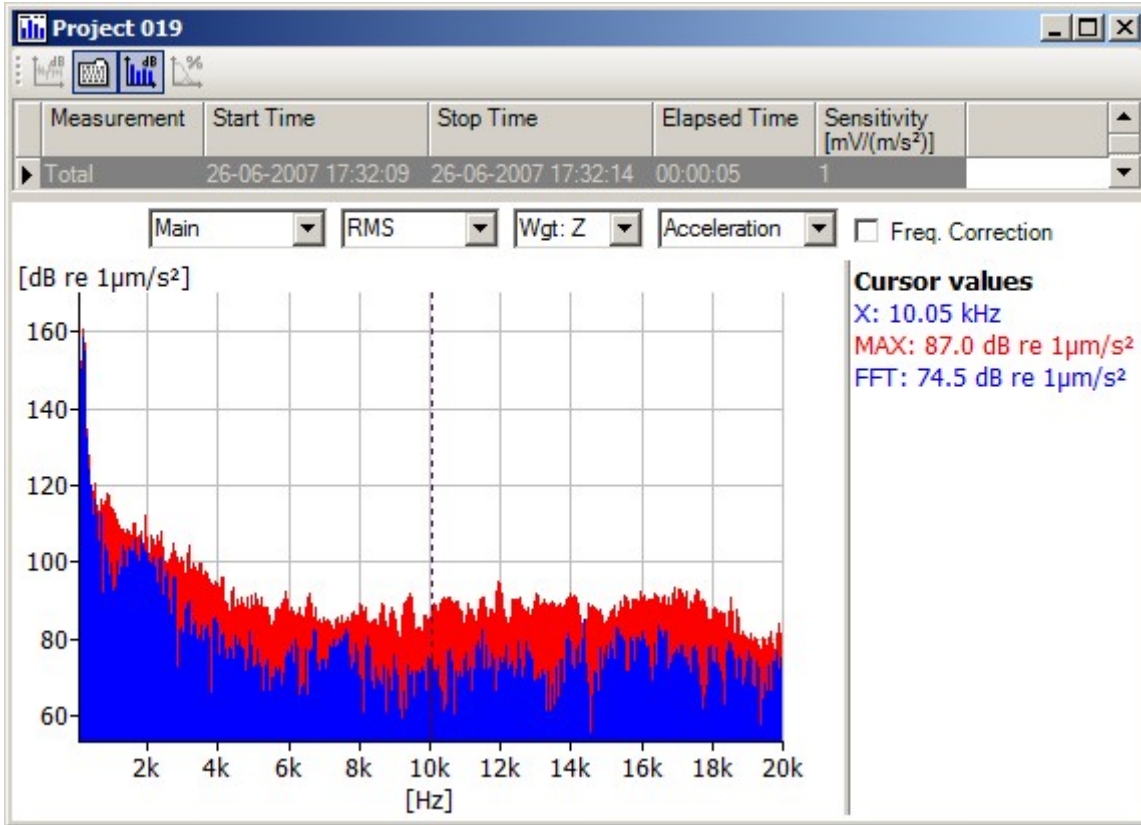 Project 019
Measurement Start Time Stop Time Elapsed Time Sensitivity [mV/(m/s²)]
Total 26-06-2007 17:32:09 26-06-2007 17:32:14 00:00:05 1
Main RMS Wgt: Z Acceleration Freq. Correction
[dB re 1µm/s²]
Cursor values
X: 10.05 kHz
MAX: 87.0 dB re 1µm/s²
FFT: 74.5 dB re 1µm/s²
160
140
120
100
80
60
2k 4k 6k 8k 10k 12k 14k 16k 18k 20k
[Hz]